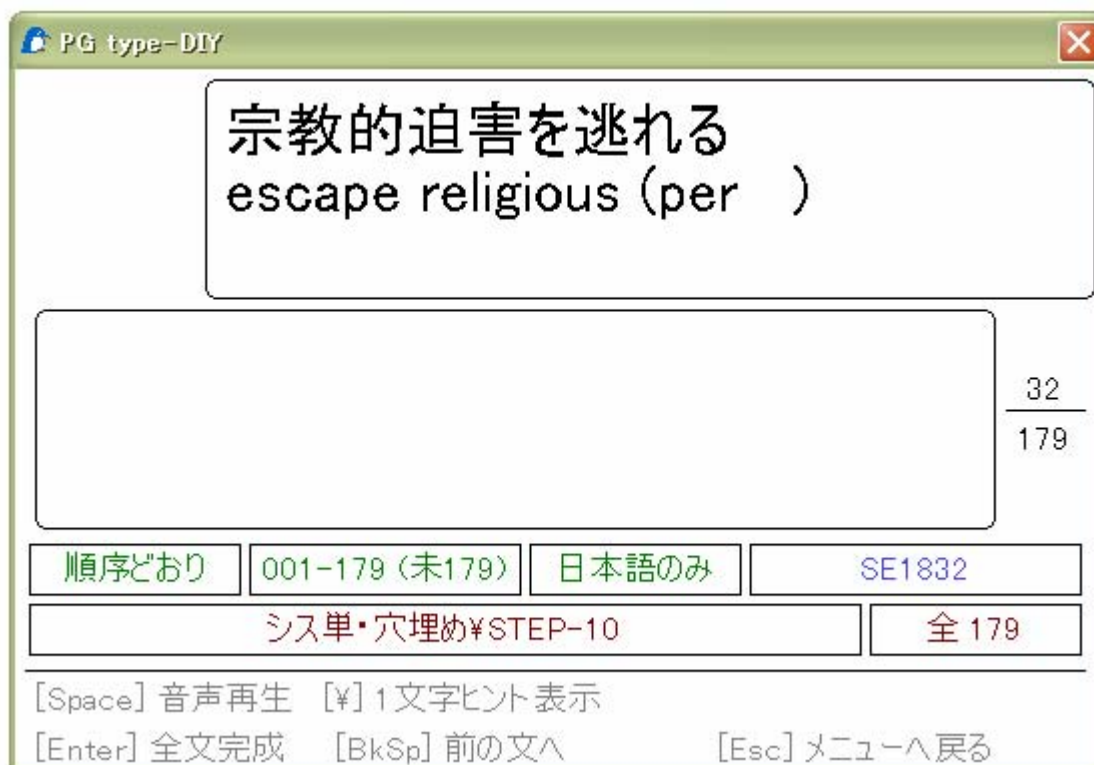 PG type-DIY
宗教的迫害を逃れる
escape religious (per   )
32
179
順序どおり 001-179 (未179) 日本語のみ SE1832
シス単・穴埋め¥STEP-10 全 179
[Space] 音声再生 [¥] 1文字ヒント表示
[Enter] 全文完成 [BkSp] 前の文へ [Esc] メニューへ戻る